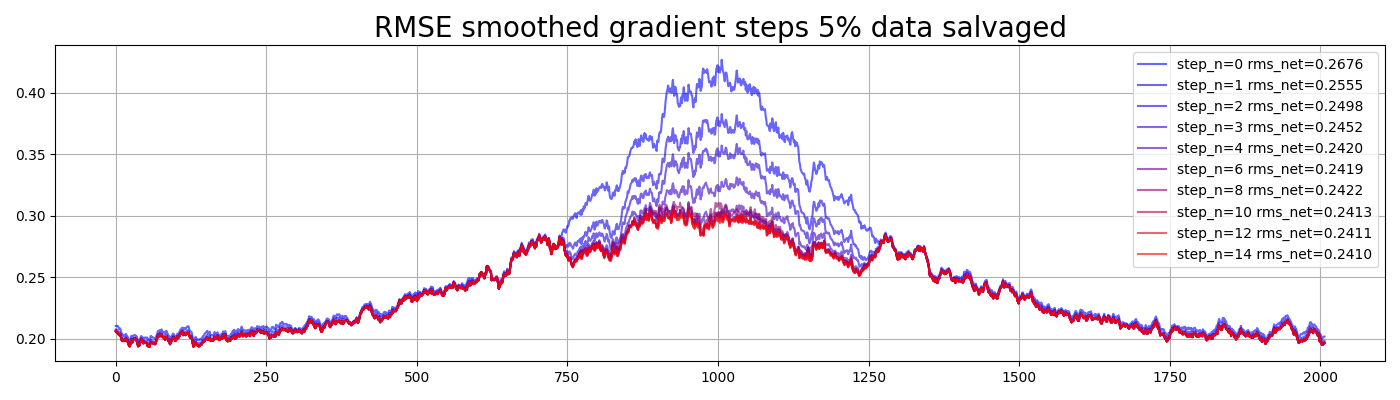 RMSE smoothed gradient steps 5% data salvaged
0.40
0.35
0.30
0.25
0.20
0
250
500
750
1000
1250
1500
1750
2000
step_n=0 rms_net=0.2676
step_n=1 rms_net=0.2555
step_n=2 rms_net=0.2498
step_n=3 rms_net=0.2452
step_n=4 rms_net=0.2420
step_n=6 rms_net=0.2419
step_n=8 rms_net=0.2422
step_n=10 rms_net=0.2413
step_n=12 rms_net=0.2411
step_n=14 rms_net=0.2410